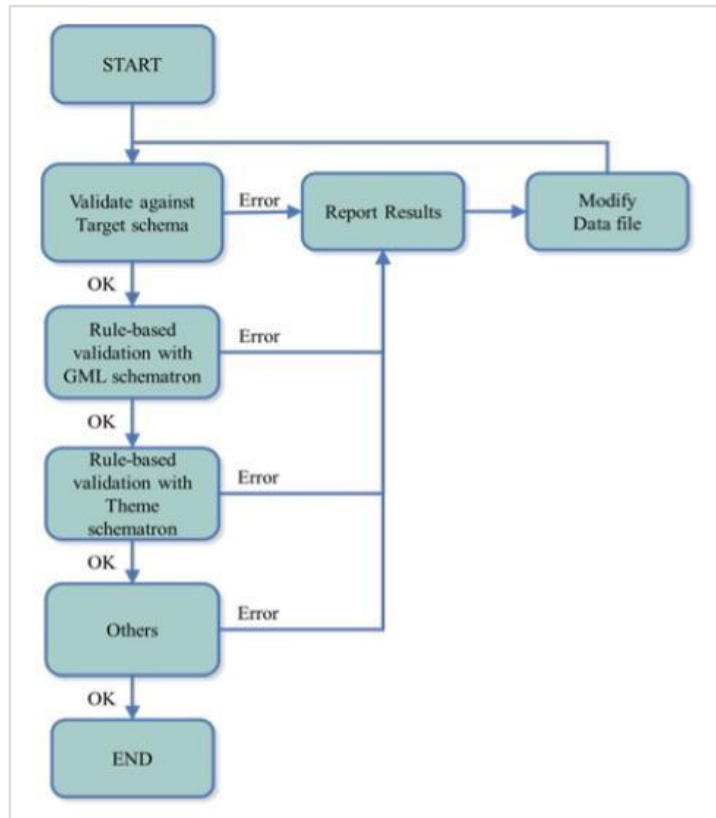 START
Validate against
Target schema
Error
Report Results
Modify
Data file
OK
Rule-based
validation with
GML schematron
Error
OK
Rule-based
validation with
Theme
schematron
Error
OK
Others
Error
OK
END